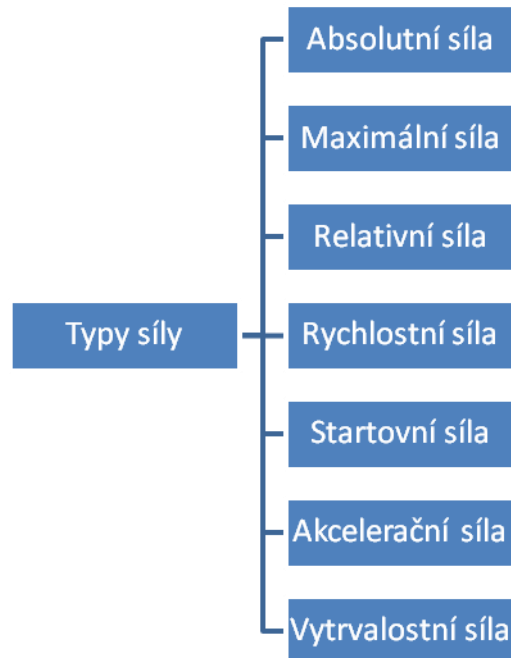 Absolutní síla
Maximální síla
Relativní síla
Typy síly
Rychlostní síla
Startovní síla
Akcelerační síla
Vytrvalostní síla